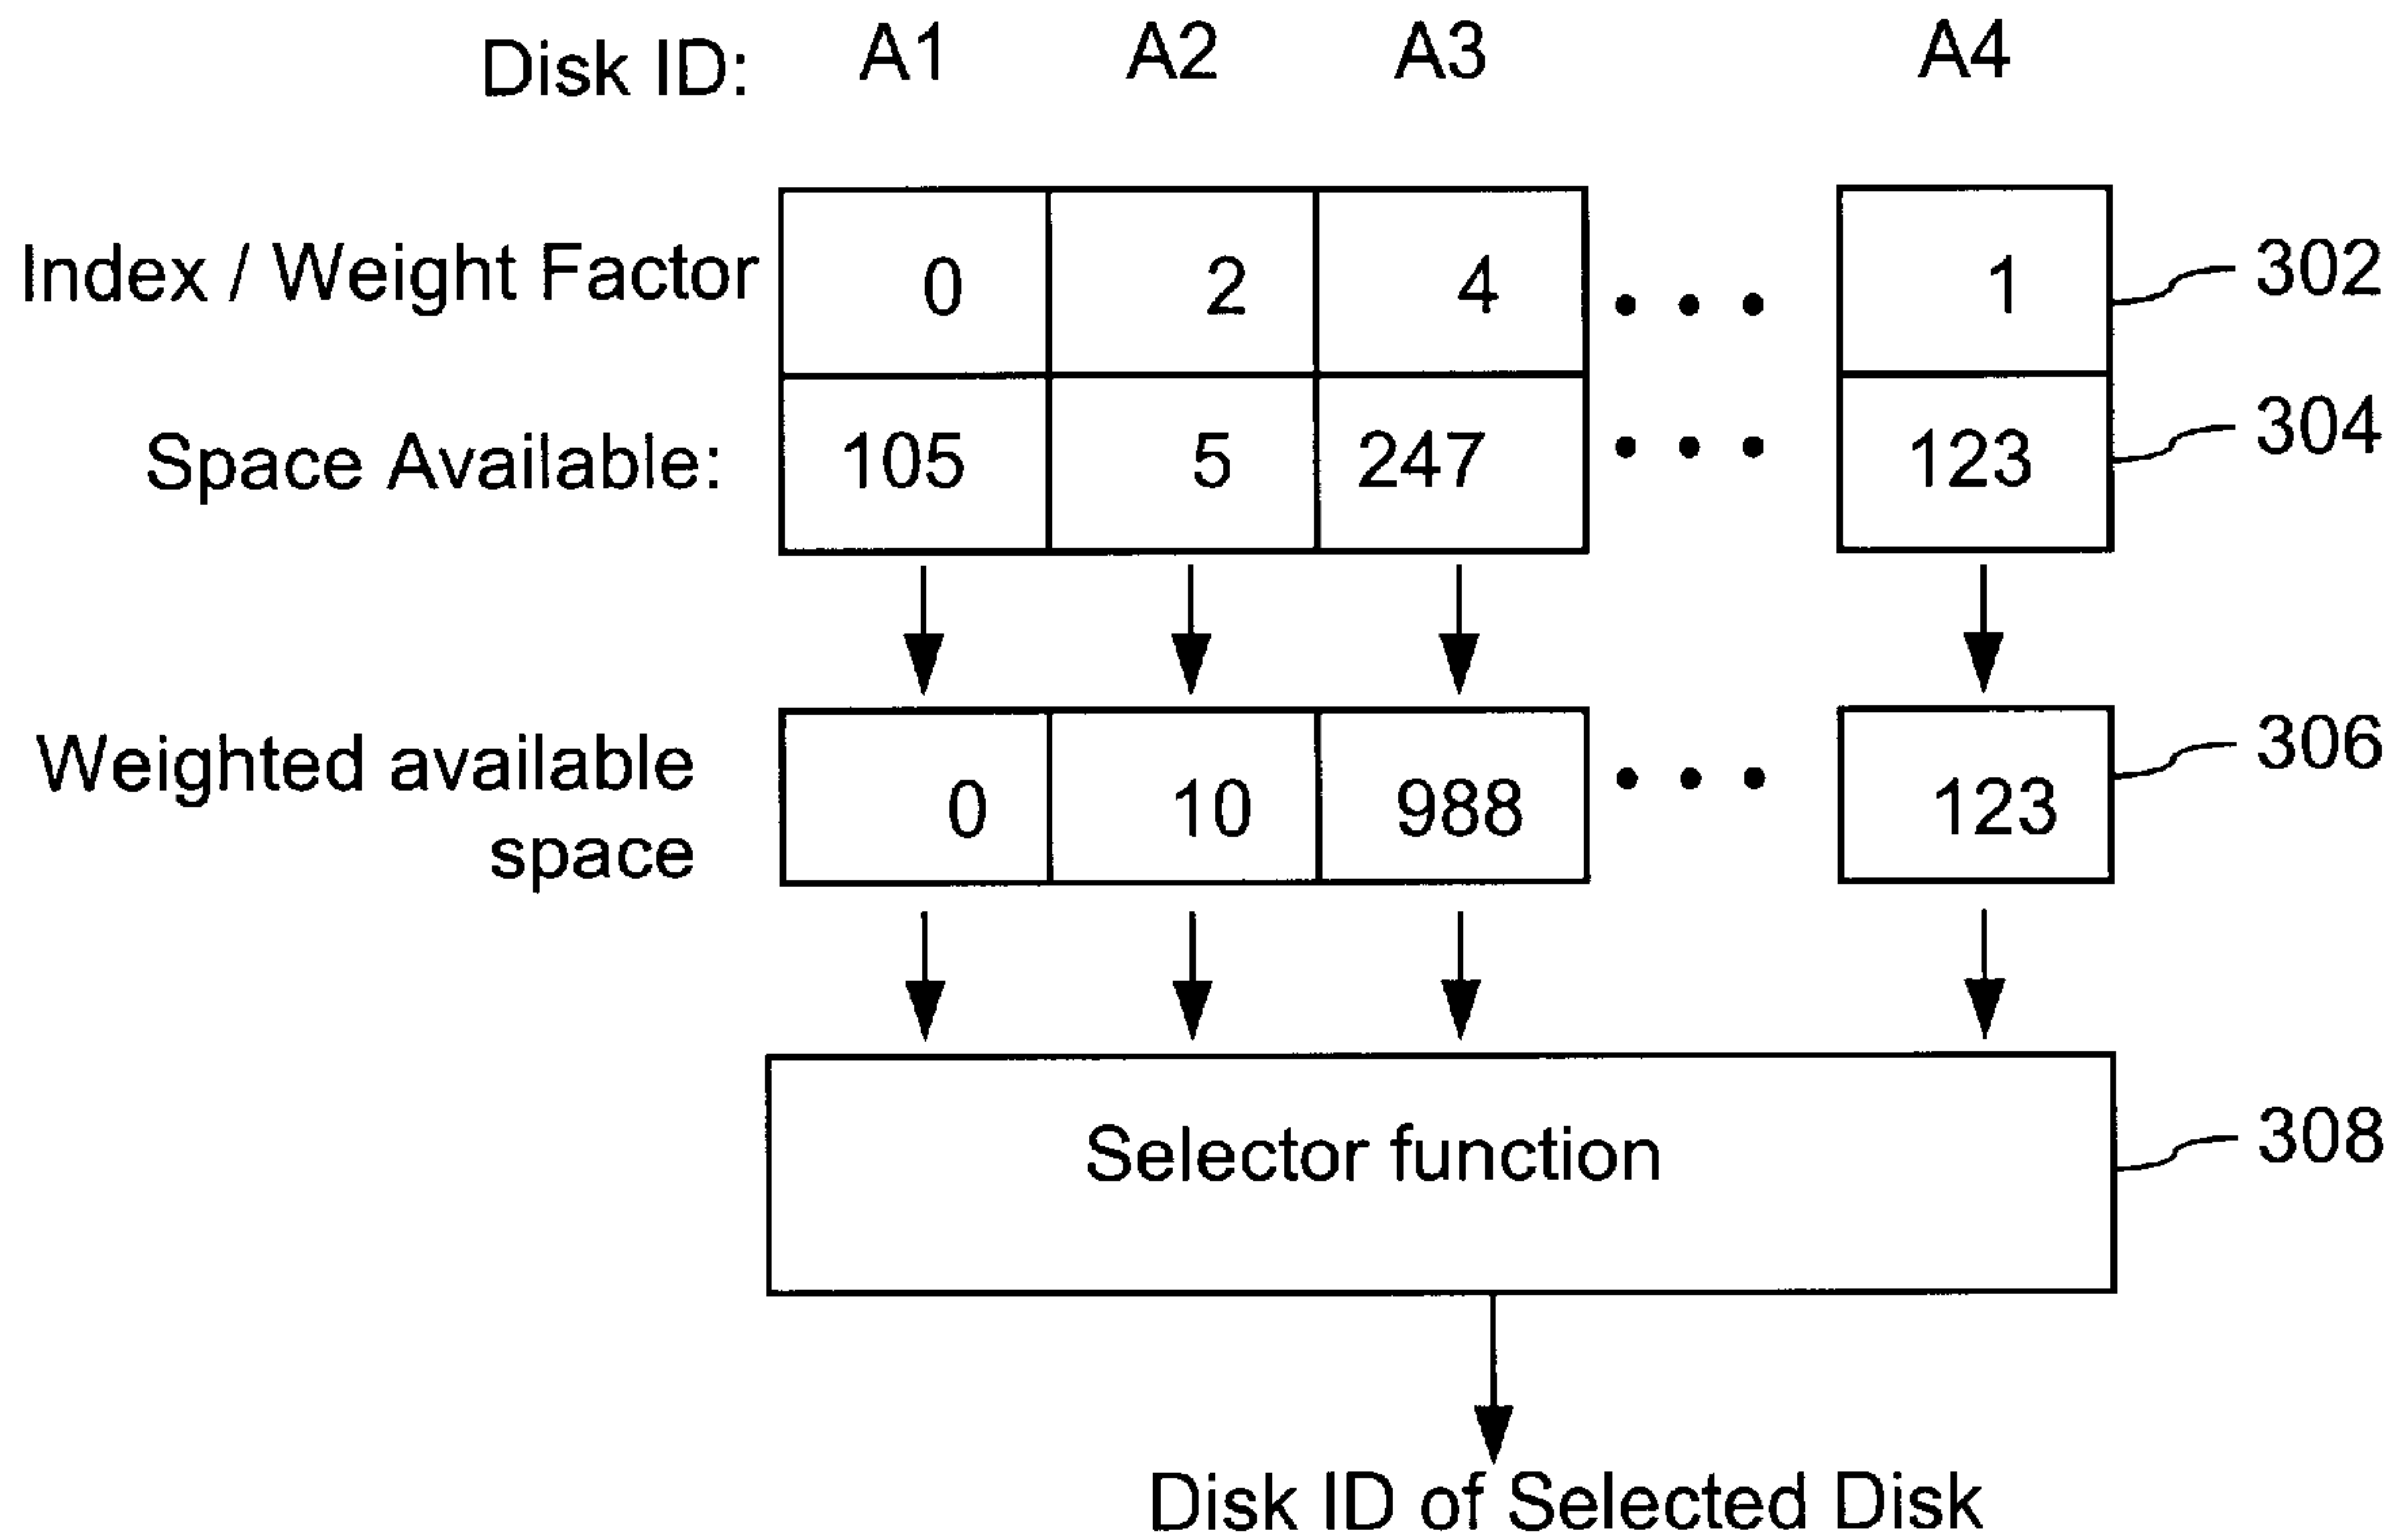 Disk ID: A1 A2 A3 A4
Index / Weight Factor 0 2 4 • • • 1 302
Space Available: 105 5 247 • • • 123 304
Weighted available space 0 10 988 • • • 123 306
Selector function 308
Disk ID of Selected Disk